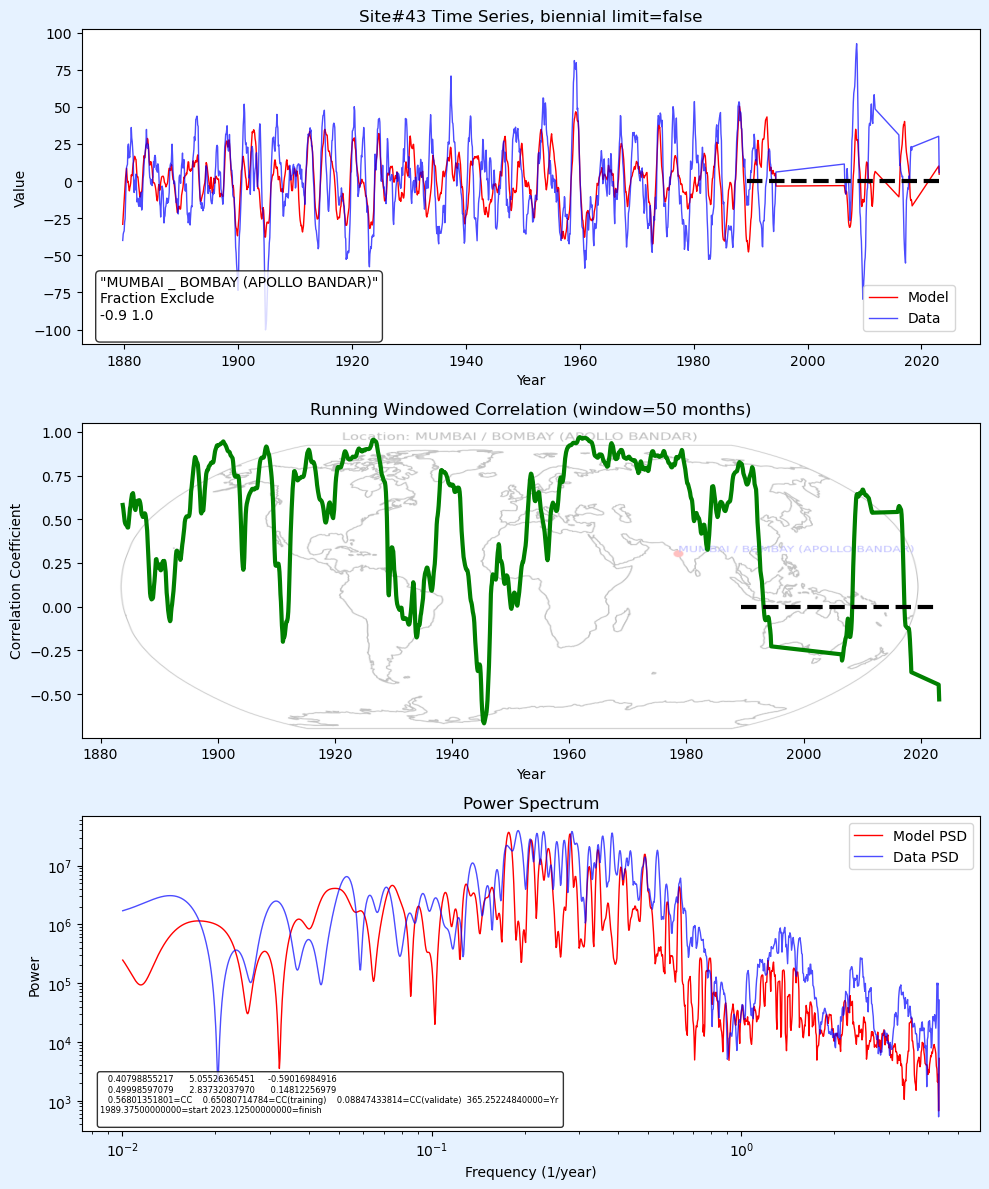 Site#43 Time Series, biennial limit=false
100
75
50
25
0
−25
−50
−75
−100
Value
"MUMBAI _ BOMBAY (APOLLO BANDAR)"
Fraction Exclude
-0.9 1.0
Model
Data
1880 1900 1920 1940 1960 1980 2000 2020
Year
Running Windowed Correlation (window=50 months)
Location: MUMBAI / BOMBAY (APOLLO BANDAR)
MUMBAI / BOMBAY (APOLLO BANDAR)
1.00
0.75
0.50
0.25
0.00
−0.25
−0.50
Correlation Coefficient
1880 1900 1920 1940 1960 1980 2000 2020
Year
Power Spectrum
Model PSD
Data PSD
10⁷
10⁶
10⁵
10⁴
10³
Power
0.40798855217 5.05526365451 -0.59016984916
0.49998597079 2.83732037970 0.14812256979
0.56801351801=CC 0.65080714784=CC(training) 0.08847433814=CC(validate) 365.25224840000=Yr
1989.37500000000=start 2023.12500000000=finish
10⁻² 10⁻¹ 10⁰
Frequency (1/year)